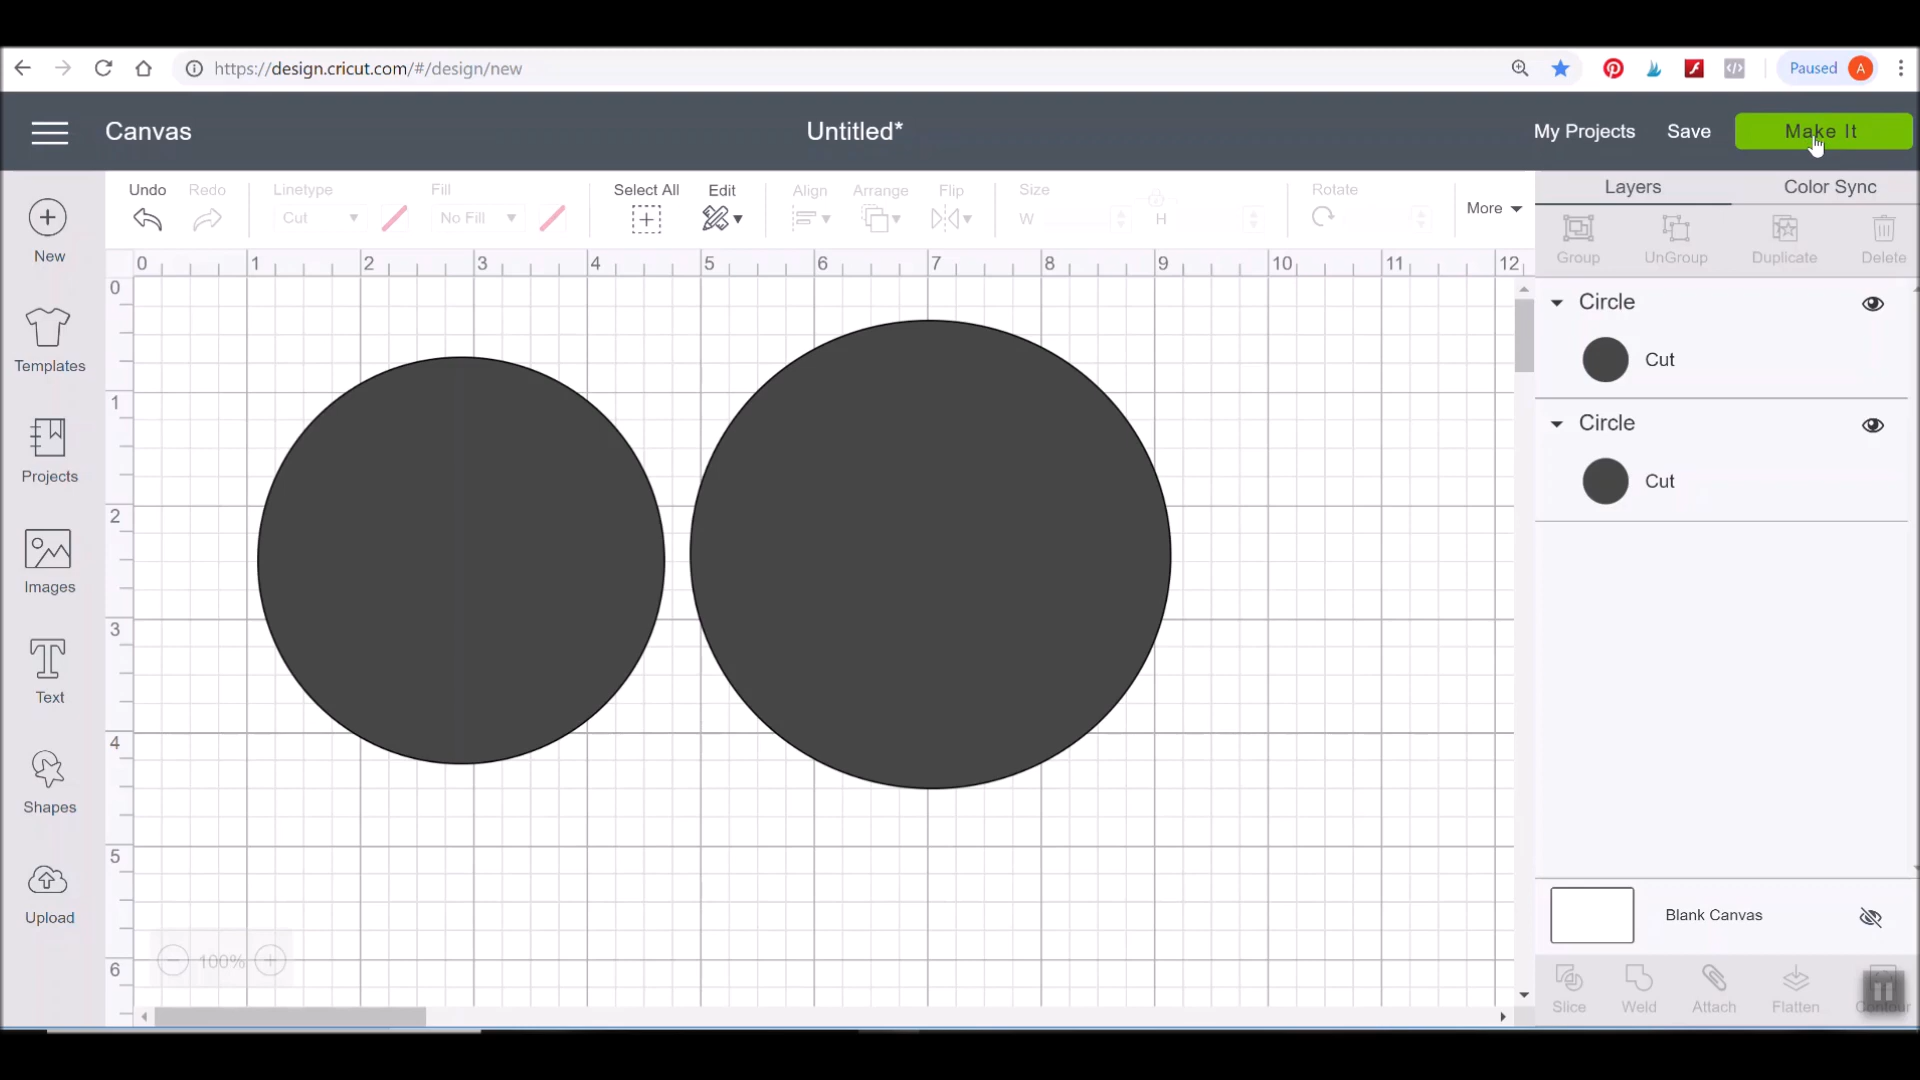 https://design.cricut.com/#/design/new
Paused A
Canvas
Untitled*
My Projects Save Make It
Undo Redo Linetype Fill Select All Edit Align Arrange Flip Size Rotate
Cut No Fill W H More
Layers Color Sync
Group UnGroup Duplicate Delete
New
Templates
Projects
Images
Text
Shapes
Upload
0 1 2 3 4 5 6 7 8 9 10 11 12
0
1
2
3
4
5
6
Circle
Cut
Circle
Cut
Blank Canvas
100%
Slice Weld Attach Flatten Contour